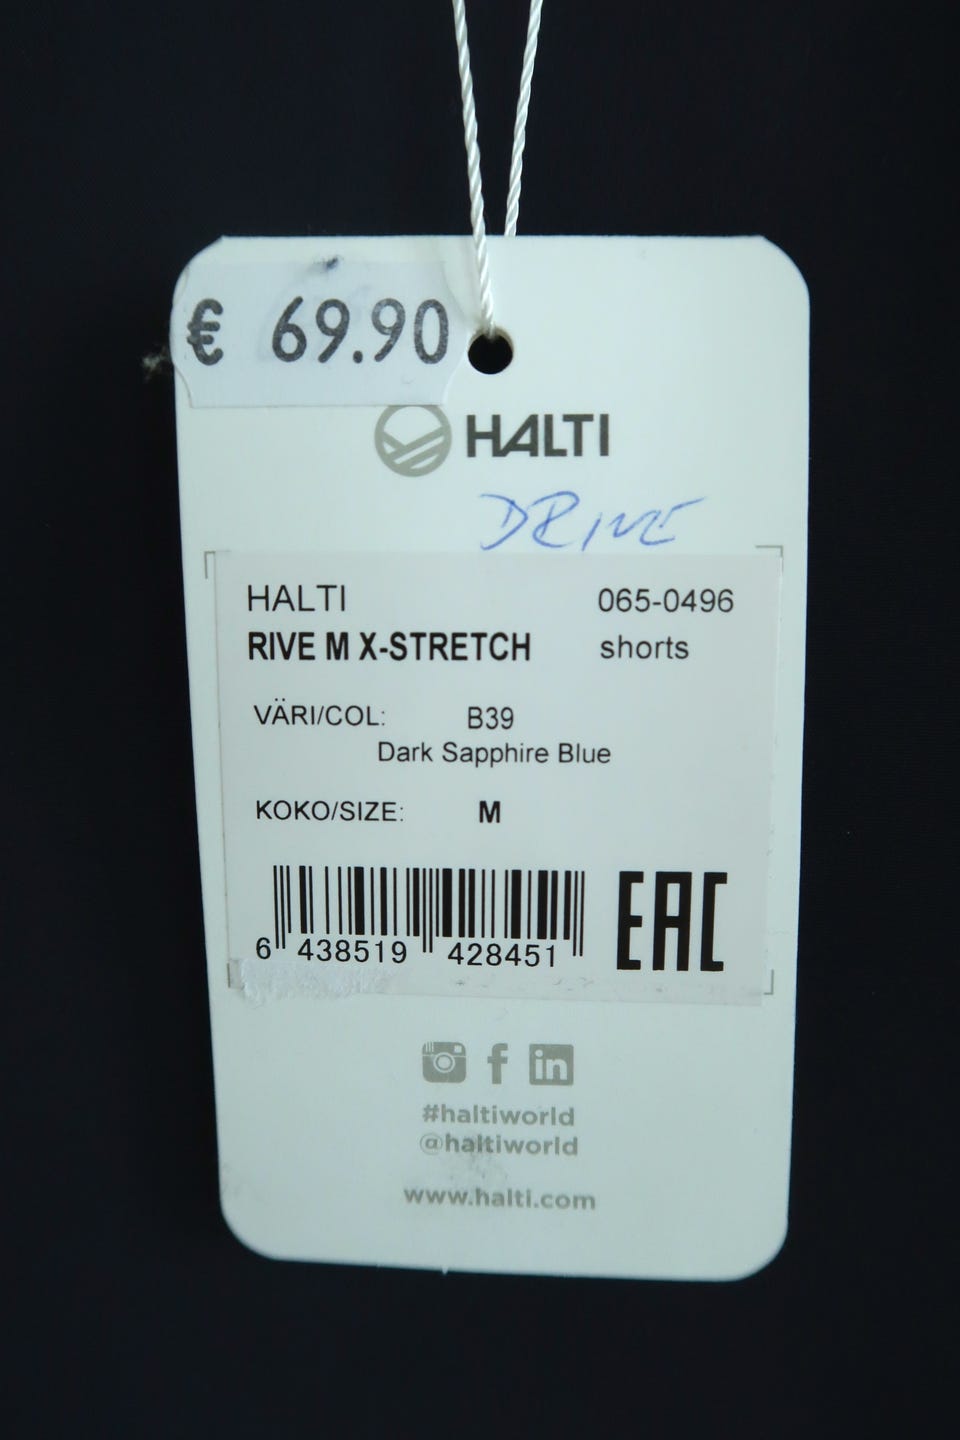 € 69.90
HALTI
DRIVE
HALTI 065-0496
RIVE M X-STRETCH shorts
VÄRI/COL: B39
Dark Sapphire Blue
KOKO/SIZE: M
6 438519 428451
EAC
in
#haltiworld
@haltiworld
www.halti.com